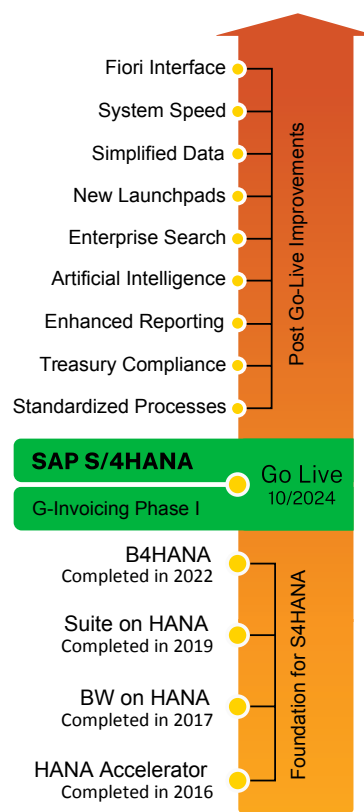 Fiori Interface
System Speed
Simplified Data
New Launchpads
Enterprise Search
Artificial Intelligence
Enhanced Reporting
Treasury Compliance
Standardized Processes
Post Go-Live Improvements
SAP S/4HANA
G-Invoicing Phase I
Go Live
10/2024
B4HANA
Completed in 2022
Suite on HANA
Completed in 2019
BW on HANA
Completed in 2017
HANA Accelerator
Completed in 2016
Foundation for S4HANA